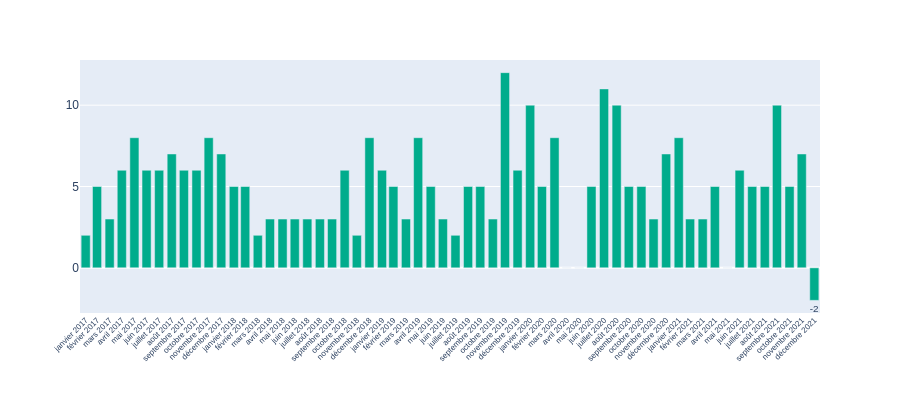 10
5
0
-2
janvier 2017
février 2017
mars 2017
avril 2017
mai 2017
juin 2017
juillet 2017
août 2017
septembre 2017
octobre 2017
novembre 2017
décembre 2017
janvier 2018
février 2018
mars 2018
avril 2018
mai 2018
juin 2018
juillet 2018
août 2018
septembre 2018
octobre 2018
novembre 2018
décembre 2018
janvier 2019
février 2019
mars 2019
avril 2019
mai 2019
juin 2019
juillet 2019
août 2019
septembre 2019
octobre 2019
novembre 2019
décembre 2019
janvier 2020
février 2020
mars 2020
avril 2020
mai 2020
juin 2020
juillet 2020
août 2020
septembre 2020
octobre 2020
novembre 2020
décembre 2020
janvier 2021
février 2021
mars 2021
avril 2021
mai 2021
juin 2021
juillet 2021
août 2021
septembre 2021
octobre 2021
novembre 2021
décembre 2021